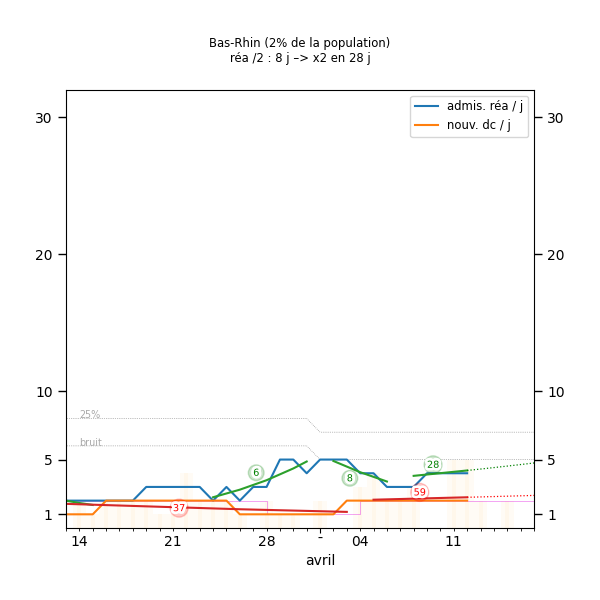 Bas-Rhin (2% de la population)
réa /2 : 8 j –> x2 en 28 j
admis. réa / j
nouv. dc / j
30 30
20 20
10 10
25%
bruit
5 5
28
6
8
59
37
1 1
14 21 28 - 04 11
avril